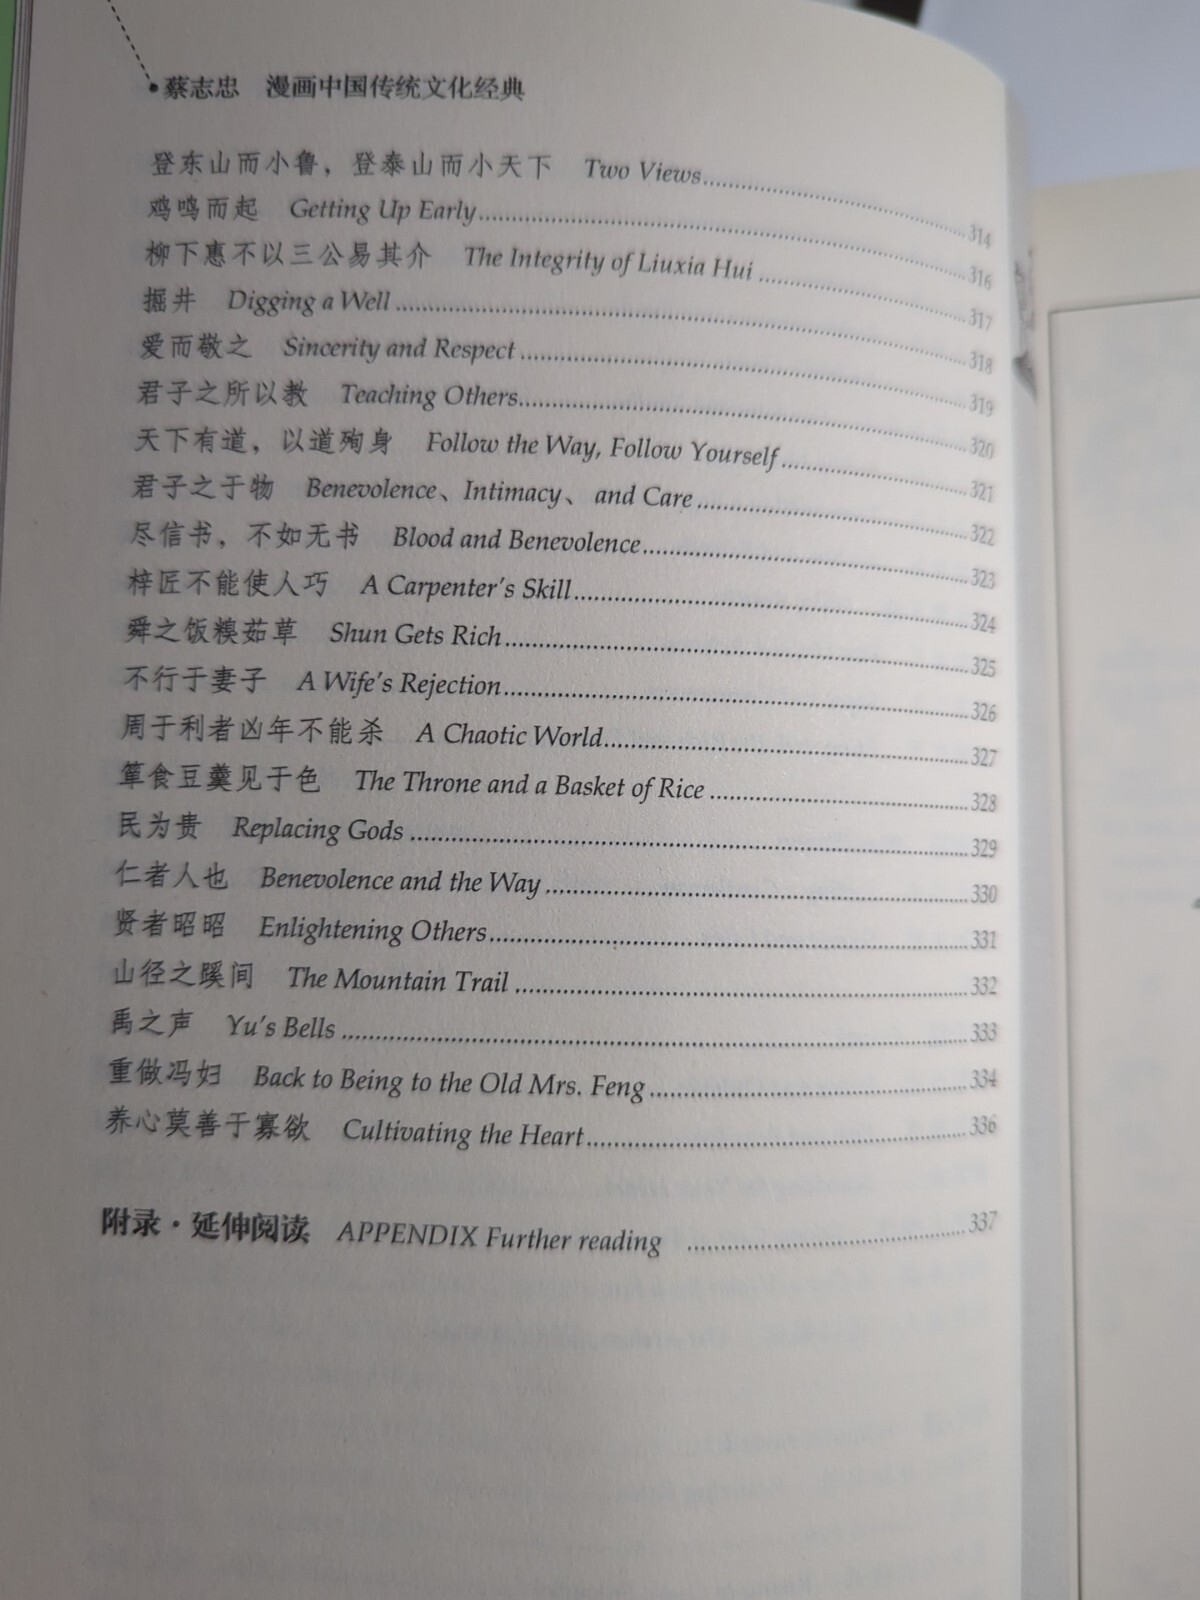 蔡志忠 漫画中国传统文化经典
登东山而小鲁，登泰山而小天下 Two Views 314
鸡鸣而起 Getting Up Early 316
柳下惠不以三公易其介 The Integrity of Liuxia Hui 317
掘井 Digging a Well 318
爱而敬之 Sincerity and Respect 319
君子之所以教 Teaching Others 320
天下有道，以道殉身 Follow the Way, Follow Yourself 321
君子之于物 Benevolence、Intimacy、 and Care 322
尽信书，不如无书 Blood and Benevolence 323
梓匠不能使人巧 A Carpenter's Skill 324
舜之饭糗茹草 Shun Gets Rich 325
不行于妻子 A Wife's Rejection 326
周于利者凶年不能杀 A Chaotic World 327
箪食豆羹见于色 The Throne and a Basket of Rice 328
民为贵 Replacing Gods 329
仁者人也 Benevolence and the Way 330
贤者昭昭 Enlightening Others 331
山径之蹊间 The Mountain Trail 332
禹之声 Yu's Bells 333
重做冯妇 Back to Being to the Old Mrs. Feng 334
养心莫善于寡欲 Cultivating the Heart 336
附录·延伸阅读 APPENDIX Further reading 337